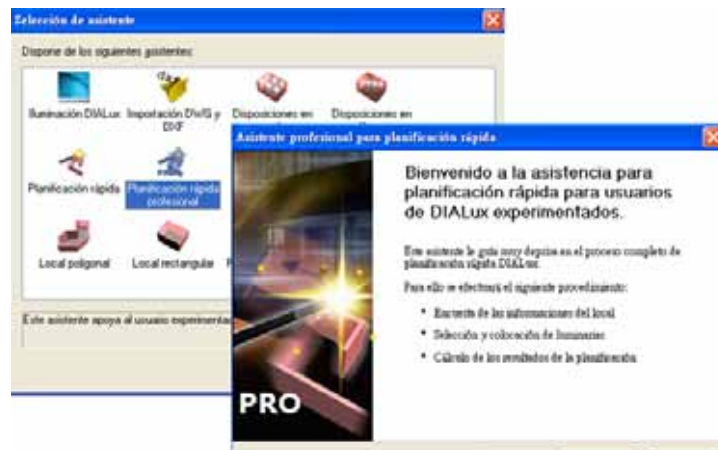 Selección de asistente
Dispone de los siguientes asistentes:
Iluminación DIALux
Importación DWG y DXF
Disposiciones en
Disposiciones en
Planificación rápida
Planificación rápida profesional
Local poligonal
Local rectangular
Este asistente apoya al usuario
Asistente profesional para planificación rápida
Bienvenido a la asistencia para
planificación rápida para usuarios
de DIALux experimentados.
Este asistente le guía muy deprisa en el proceso completo de
planificación rápida DIALux.
Para ello se efectuará el siguiente procedimiento:
• Encuesta de las informaciones del local
• Selección y colocación de luminarias
• Cálculo de los resultados de la planificación
PRO